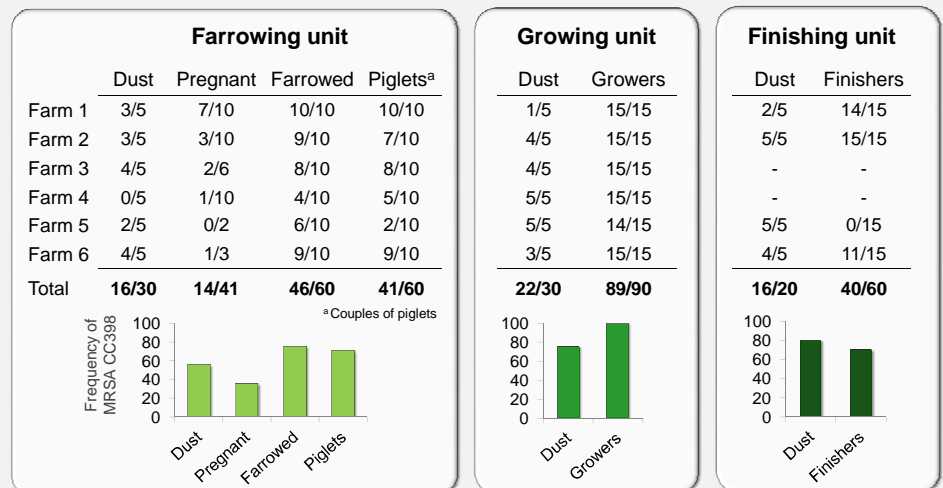 Farrowing unit
Dust Pregnant Farrowed Piglets^a
Farm 1 3/5 7/10 10/10 10/10
Farm 2 3/5 3/10 9/10 7/10
Farm 3 4/5 2/6 8/10 8/10
Farm 4 0/5 1/10 4/10 5/10
Farm 5 2/5 0/2 6/10 2/10
Farm 6 4/5 1/3 9/10 9/10
Total 16/30 14/41 46/60 41/60
a Couples of piglets
Frequency of
MRSA CC398
100
80
60
40
20
0
Dust Pregnant Farrowed Piglets
Growing unit
Dust Growers
1/5 15/15
4/5 15/15
4/5 15/15
5/5 15/15
5/5 14/15
3/5 15/15
22/30 89/90
100
80
60
40
20
0
Dust Growers
Finishing unit
Dust Finishers
2/5 14/15
5/5 15/15
- -
- -
5/5 0/15
4/5 11/15
16/20 40/60
100
80
60
40
20
0
Dust Finishers